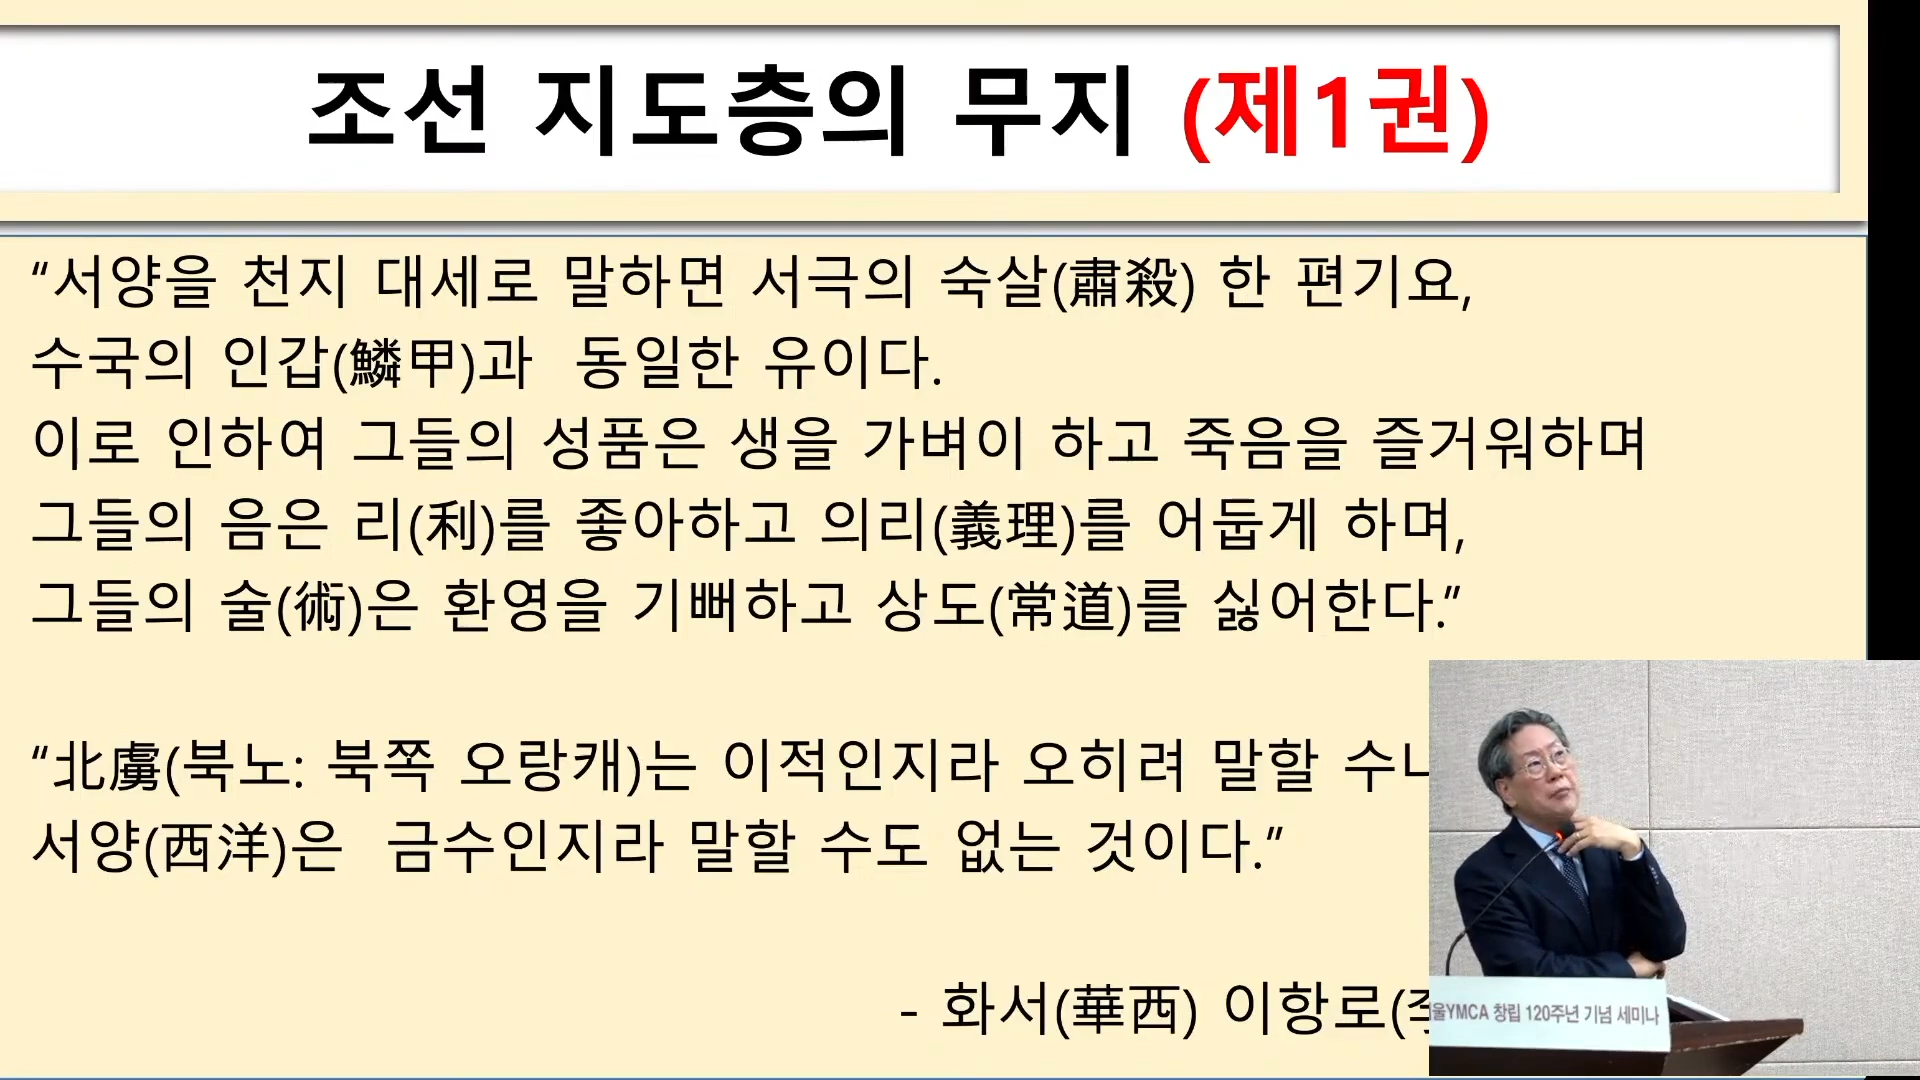 조선 지도층의 무지 (제1권)
“서양을 천지 대세로 말하면 서극의 숙살(肅殺) 한 편기요,
수국의 인갑(鱗甲)과 동일한 유이다.
이로 인하여 그들의 성품은 생을 가벼이 하고 죽음을 즐거워하며
그들의 음은 리(利)를 좋아하고 의리(義理)를 어둡게 하며,
그들의 술(術)은 환영을 기뻐하고 상도(常道)를 싫어한다.”
“北虜(북노: 북쪽 오랑캐)는 이적인지라 오히려 말할
서양(西洋)은 금수인지라 말할 수도 없는 것이다.”
- 화서(華西) 이항로(
울YMCA 창립 120주년 기념 세미나